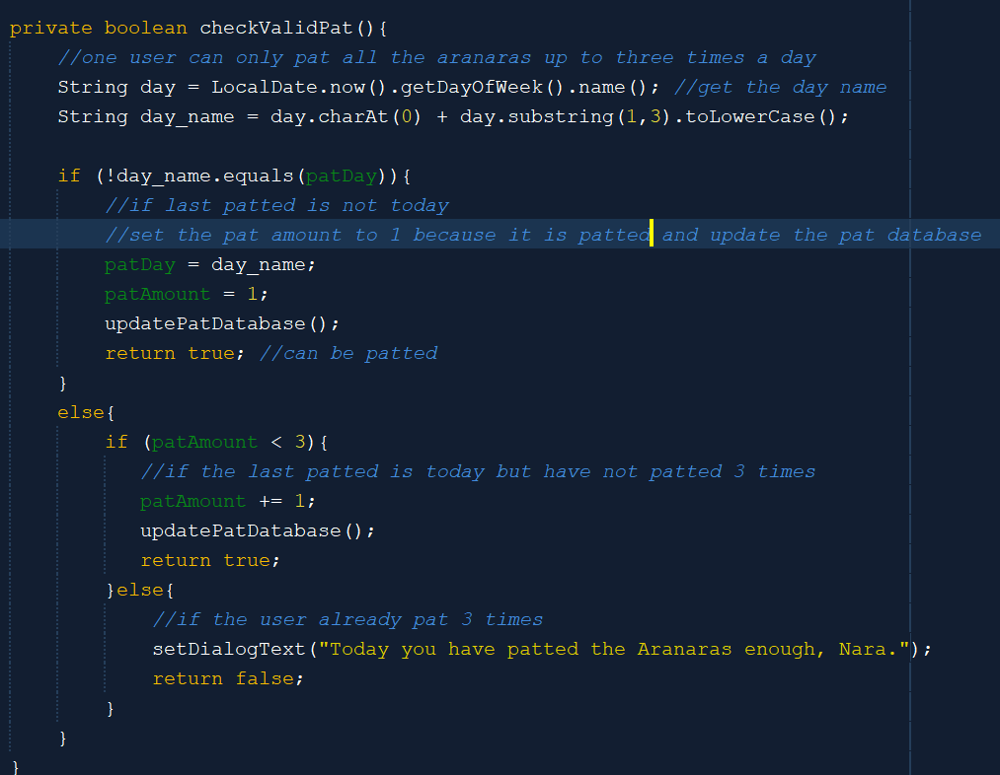 private boolean checkValidPat(){
    //one user can only pat all the aranaras up to three times a day
    String day = LocalDate.now().getDayOfWeek().name(); //get the day name
    String day_name = day.charAt(0) + day.substring(1,3).toLowerCase();

    if (!day_name.equals(patDay)){
        //if last patted is not today
        //set the pat amount to 1 because it is patted and update the pat database
        patDay = day_name;
        patAmount = 1;
        updatePatDatabase();
        return true; //can be patted
    }
    else{
        if (patAmount < 3){
           //if the last patted is today but have not patted 3 times
           patAmount += 1;
           updatePatDatabase();
           return true;
        }else{
            //if the user already pat 3 times
            setDialogText("Today you have patted the Aranaras enough, Nara.");
            return false;
        }
    }
}